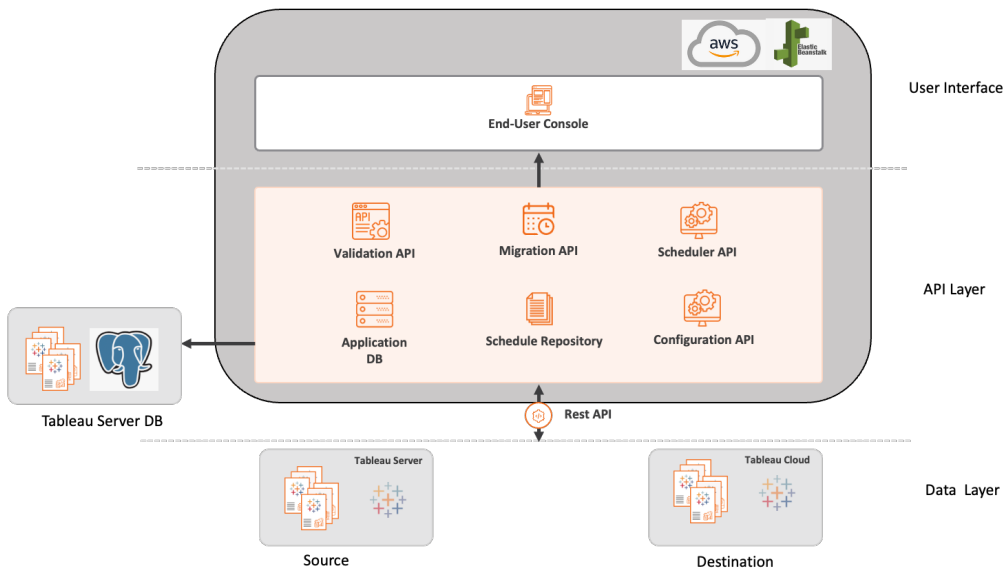 aws
Elastic
Beanstalk
User Interface
End-User Console
API
Validation API
Migration API
Scheduler API
API Layer
Application
DB
Schedule Repository
Configuration API
Tableau Server DB
Rest API
Tableau Server
Tableau Cloud
Data  Layer
Source
Destination